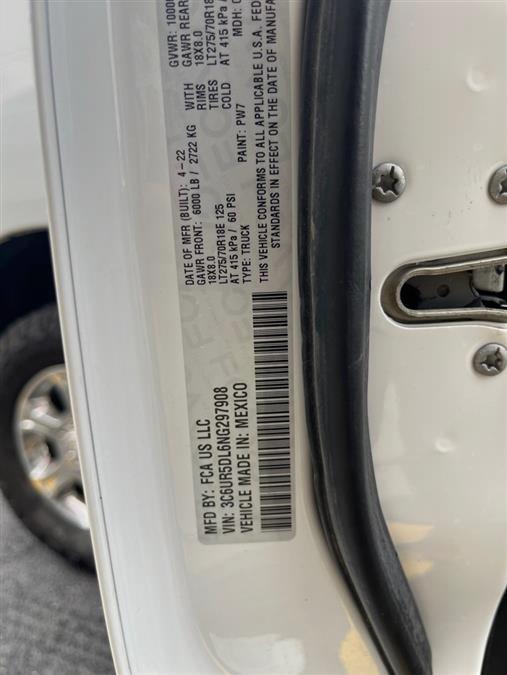 MFD BY: FCA US LLC
DATE OF MFR (BUILT): 4-22
GVWR: 1000
GAWR FRONT: 6000 LB / 2722 KG
WITH
GAWR REAR
18X8.0
RIMS
18X8.0
LT275/70R18E 125
TIRES
LT275/70R18
AT 415 kPa / 60 PSI
COLD
AT 415 kPa /
TYPE: TRUCK
PAINT: PW7
MDH:
THIS VEHICLE CONFORMS TO ALL APPLICABLE U.S.A. FED
STANDARDS IN EFFECT ON THE DATE OF MANUFA
VIN: 3C6UR5DL6NG297908
VEHICLE MADE IN: MEXICO